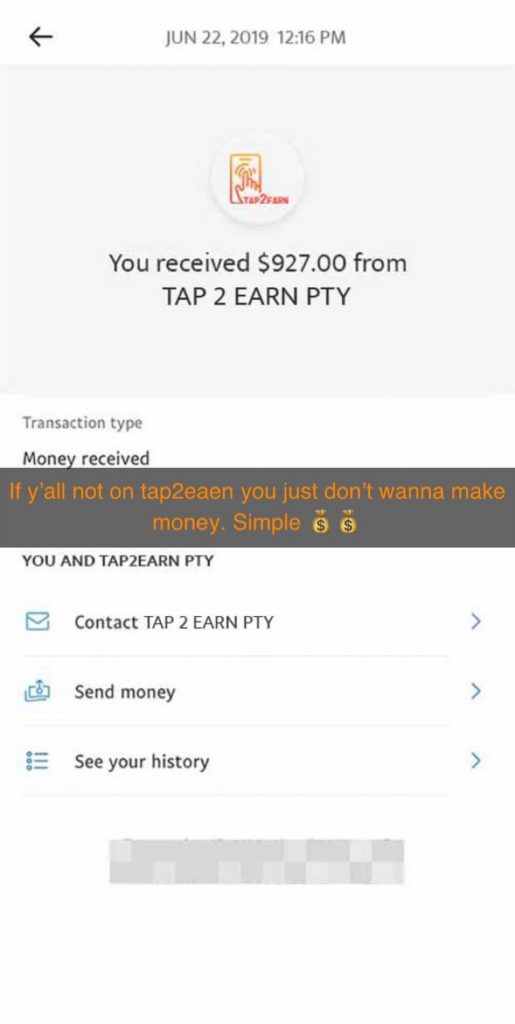 JUN 22, 2019 12:16 PM
TAP2EARN
You received $927.00 from
TAP 2 EARN PTY
Transaction type
Money received
If y'all not on tap2eaen you just don't wanna make
money. Simple 💰 💰
YOU AND TAP2EARN PTY
Contact TAP 2 EARN PTY
Send money
See your history